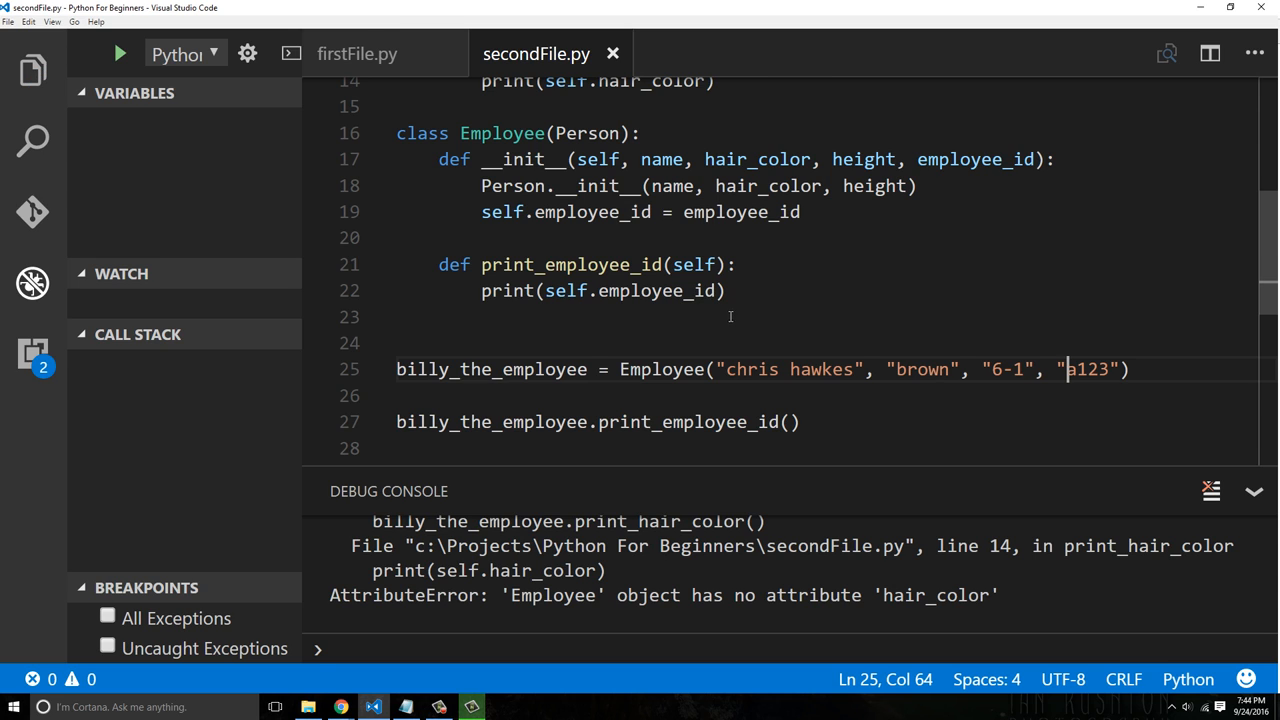 secondFile.py - Python For Beginners - Visual Studio Code
File Edit View Go Help
Pythor
firstFile.py
secondFile.py
VARIABLES
WATCH
CALL STACK
2
BREAKPOINTS
All Exceptions
Uncaught Exceptions
14 print(self.hair_color)
15
16 class Employee(Person):
17 def __init__(self, name, hair_color, height, employee_id):
18 Person.__init__(name, hair_color, height)
19 self.employee_id = employee_id
20
21 def print_employee_id(self):
22 print(self.employee_id)
23
24
25 billy_the_employee = Employee("chris hawkes", "brown", "6-1", "a123")
26
27 billy_the_employee.print_employee_id()
28
DEBUG CONSOLE
billy_the_employee.print_hair_color()
File "c:\Projects\Python For Beginners\secondFile.py", line 14, in print_hair_color
print(self.hair_color)
AttributeError: 'Employee' object has no attribute 'hair_color'
0 0
Ln 25, Col 64 Spaces: 4 UTF-8 CRLF Python
I'm Cortana. Ask me anything.
7:44 PM
9/24/2016